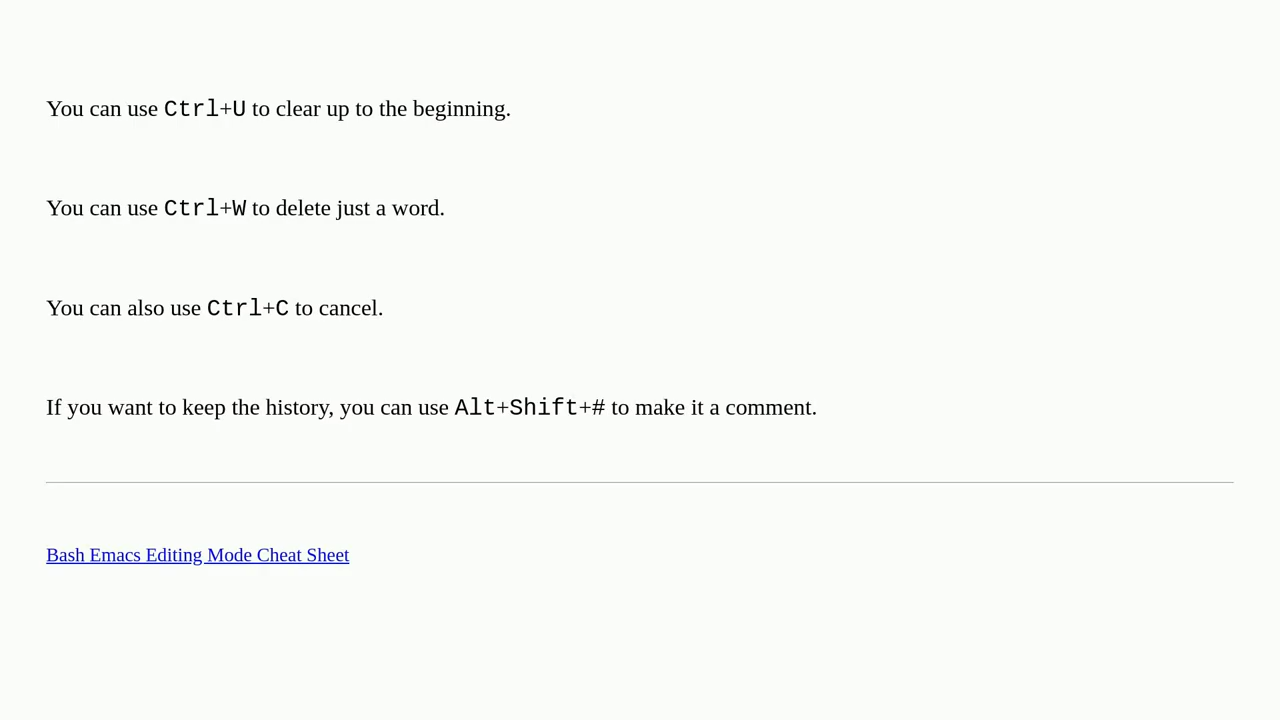 You can use Ctrl+U to clear up to the beginning.
You can use Ctrl+W to delete just a word.
You can also use Ctrl+C to cancel.
If you want to keep the history, you can use Alt+Shift+# to make it a comment.
Bash Emacs Editing Mode Cheat Sheet